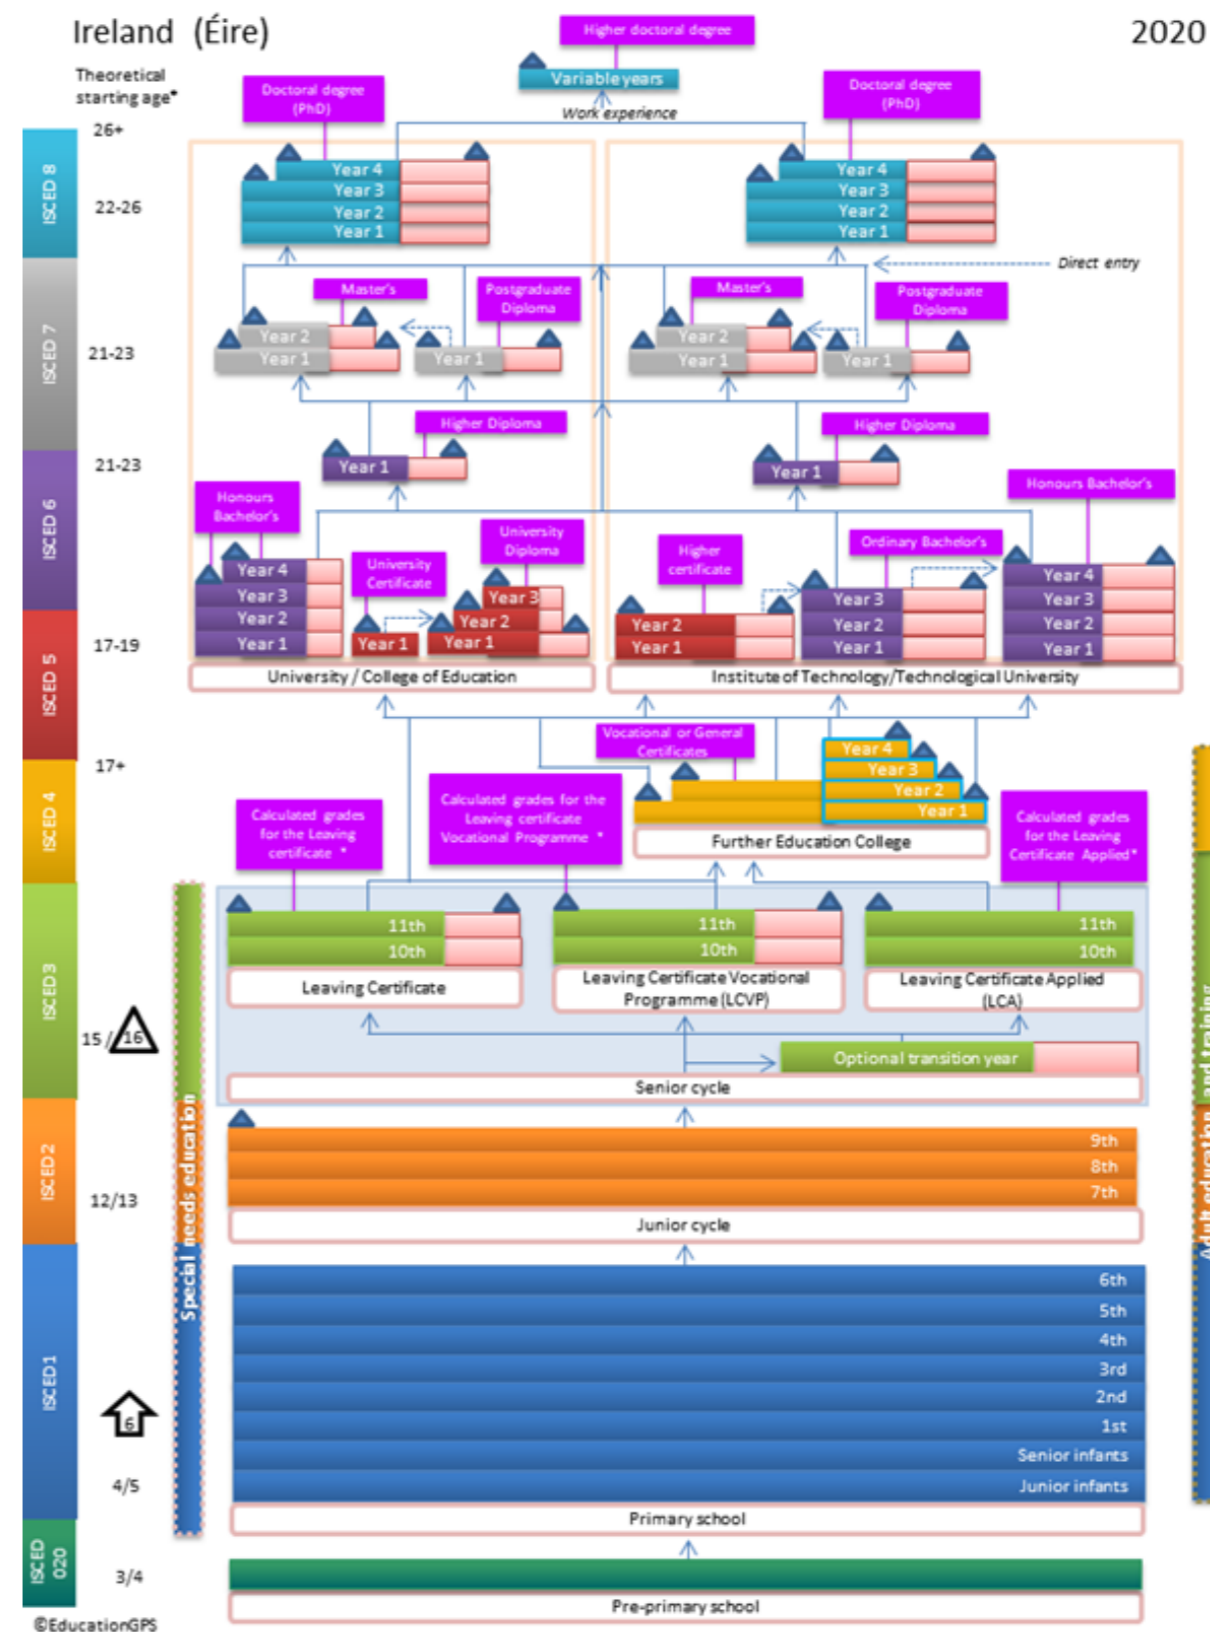 Ireland (Éire)
2020
Theoretical
starting age*
Higher doctoral degree
Variable years
Work experience
Doctoral degree
(PhD)
Doctoral degree
(PhD)
26+
ISCED 8
22-26
Year 4
Year 3
Year 2
Year 1
Year 4
Year 3
Year 2
Year 1
Direct entry
ISCED 7
21-23
Master's
Postgraduate
Diploma
Year 2
Year 1
Year 1
Master's
Postgraduate
Diploma
Year 2
Year 1
Year 1
Higher Diploma
Year 1
Higher Diploma
Year 1
21-23
ISCED 6
Honours
Bachelor's
Year 4
Year 3
Year 2
Year 1
University
Certificate
Year 1
University
Diploma
Year 3
Year 2
Year 1
Higher
certificate
Year 2
Year 1
Ordinary Bachelor's
Year 3
Year 2
Year 1
Honours Bachelor's
Year 4
Year 3
Year 2
Year 1
ISCED 5
17-19
University / College of Education
Institute of Technology/Technological University
17+
ISCED 4
Vocational or General
Certificates
Year 4
Year 3
Year 2
Year 1
Further Education College
Calculated grades
for the Leaving
certificate *
Calculated grades for the
Leaving certificate
Vocational Programme *
Calculated grades
for the Leaving
Certificate Applied*
ISCED3
11th
10th
Leaving Certificate
11th
10th
Leaving Certificate Vocational
Programme (LCVP)
11th
10th
Leaving Certificate Applied
(LCA)
15 / 16
Optional transition year
Senior cycle
ISCED2
12/13
9th
8th
7th
Junior cycle
Special needs education
Adult education and training
ISCED1
6
4/5
6th
5th
4th
3rd
2nd
1st
Senior infants
Junior infants
Primary school
ISCED
020
3/4
Pre-primary school
©EducationGPS